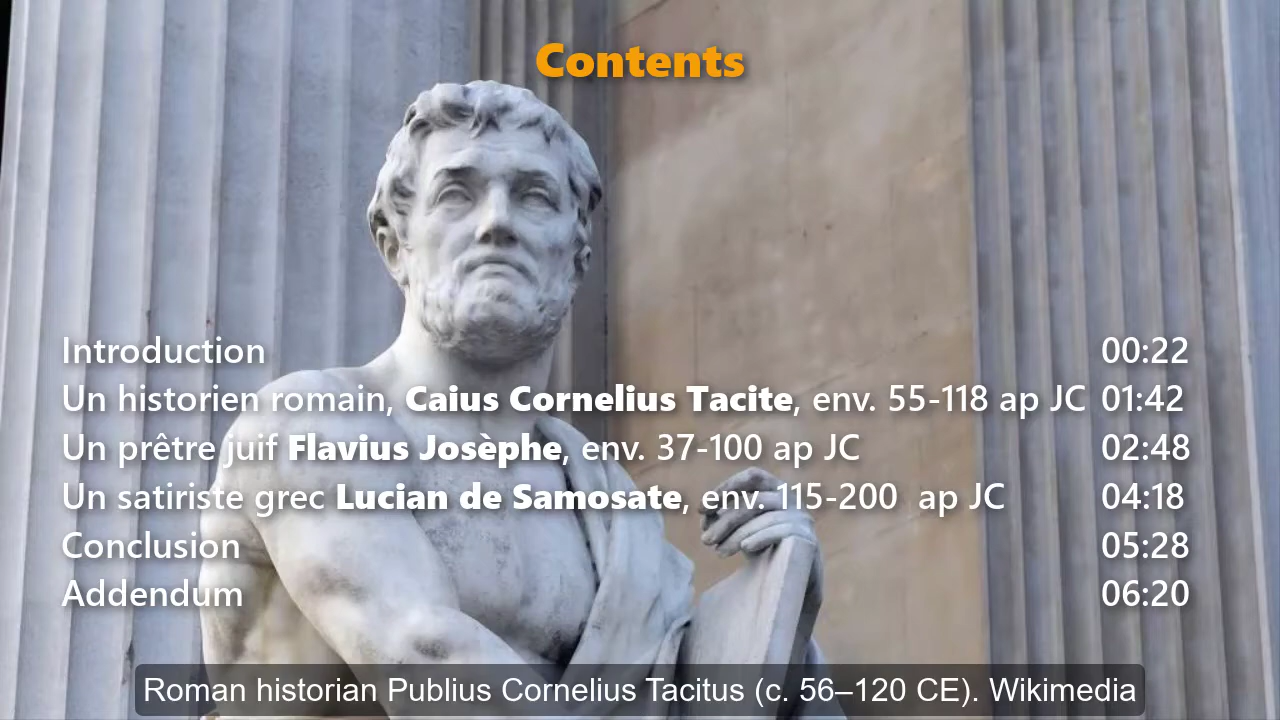 Contents
Introduction 00:22
Un historien romain, Caius Cornelius Tacite, env. 55-118 ap JC 01:42
Un prêtre juif Flavius Josèphe, env. 37-100 ap JC 02:48
Un satiriste grec Lucian de Samosate, env. 115-200  ap JC 04:18
Conclusion 05:28
Addendum 06:20
Roman historian Publius Cornelius Tacitus (c. 56–120 CE). Wikimedia